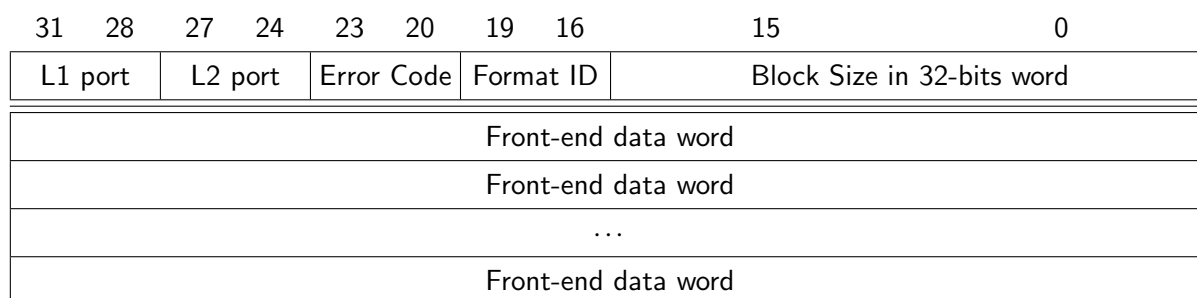 31 28 27 24 23 20 19 16 15 0
L1 port L2 port Error Code Format ID Block Size in 32-bits word
Front-end data word
Front-end data word
...
Front-end data word